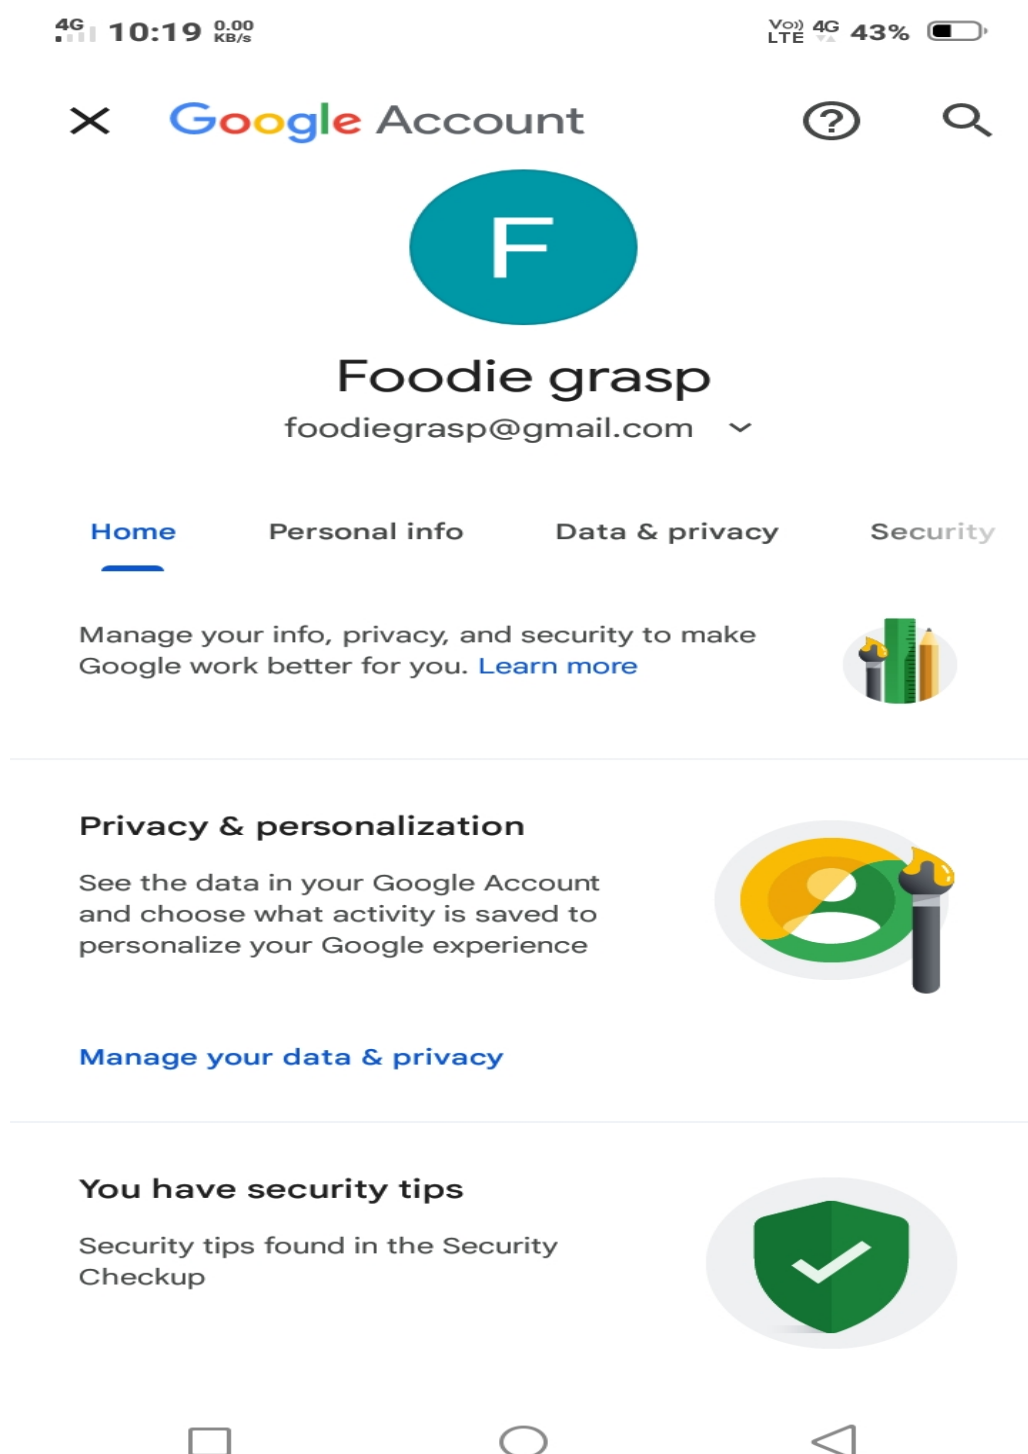 4G 10:19 0.00 KB/s Vo)) LTE 4G 43%
Google Account
F
Foodie grasp
foodiegrasp@gmail.com
Home Personal info Data & privacy Security
Manage your info, privacy, and security to make
Google work better for you. Learn more
Privacy & personalization
See the data in your Google Account
and choose what activity is saved to
personalize your Google experience
Manage your data & privacy
You have security tips
Security tips found in the Security
Checkup